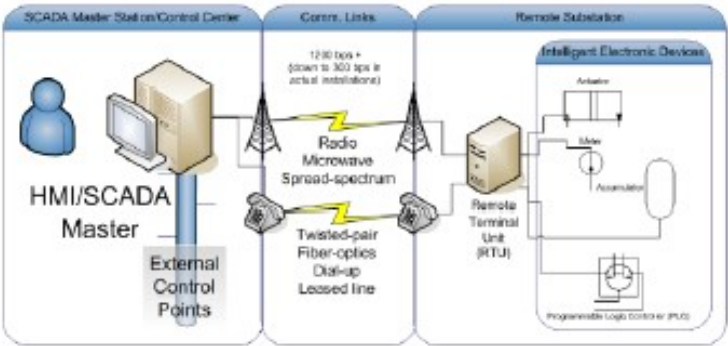 SCADA Master Station/Control Center
Comm. Links
Remote Substation
1200 bps +
(down to 300 bps in
actual installations)
Intelligent Electronic Devices
Actuator
Meter
Accumulator
Radio
Microwave
Spread-spectrum
HMI/SCADA
Master
External
Control
Points
Twisted-pair
Fiber-optics
Dial-up
Leased line
Remote
Terminal
Unit
(RTU)
Programmable Logic Controller (PLC)